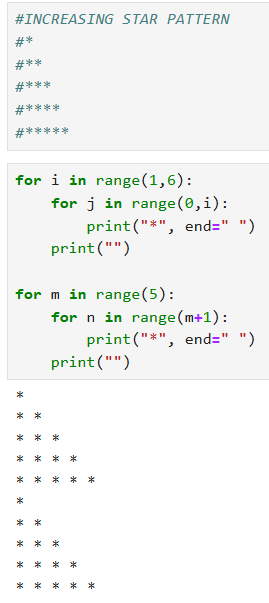 #INCREASING STAR PATTERN
#*
#**
#***
#****
#*****
for i in range(1,6):
    for j in range(0,i):
        print("*", end=" ")
    print("")

for m in range(5):
    for n in range(m+1):
        print("*", end=" ")
    print("")
*
* *
* * *
* * * *
* * * * *
*
* *
* * *
* * * *
* * * * *